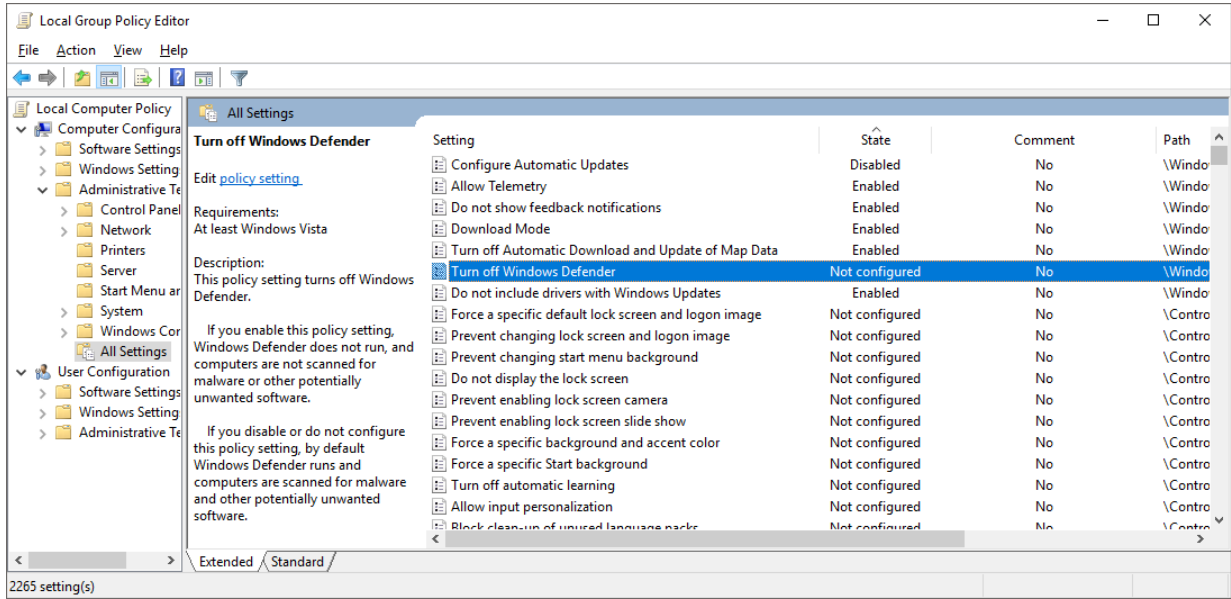 Local Group Policy Editor
File Action View Help
Local Computer Policy
Computer Configura
Software Settings
Windows Setting
Administrative Te
Control Panel
Network
Printers
Server
Start Menu ar
System
Windows Cor
All Settings
User Configuration
Software Settings
Windows Setting
Administrative Te
All Settings
Turn off Windows Defender
Edit policy setting
Requirements:
At least Windows Vista
Description:
This policy setting turns off Windows
Defender.
If you enable this policy setting,
Windows Defender does not run, and
computers are not scanned for
malware or other potentially
unwanted software.
If you disable or do not configure
this policy setting, by default
Windows Defender runs and
computers are scanned for malware
and other potentially unwanted
software.
Setting State Comment Path
Configure Automatic Updates Disabled No \Windo
Allow Telemetry Enabled No \Windo
Do not show feedback notifications Enabled No \Windo
Download Mode Enabled No \Windo
Turn off Automatic Download and Update of Map Data Enabled No \Windo
Turn off Windows Defender Not configured No \Windo
Do not include drivers with Windows Updates Enabled No \Windo
Force a specific default lock screen and logon image Not configured No \Contro
Prevent changing lock screen and logon image Not configured No \Contro
Prevent changing start menu background Not configured No \Contro
Do not display the lock screen Not configured No \Contro
Prevent enabling lock screen camera Not configured No \Contro
Prevent enabling lock screen slide show Not configured No \Contro
Force a specific background and accent color Not configured No \Contro
Force a specific Start background Not configured No \Contro
Turn off automatic learning Not configured No \Contro
Allow input personalization Not configured No \Contro
Block clean-up of unused language packs Not configured No \Contro
Extended Standard
2265 setting(s)